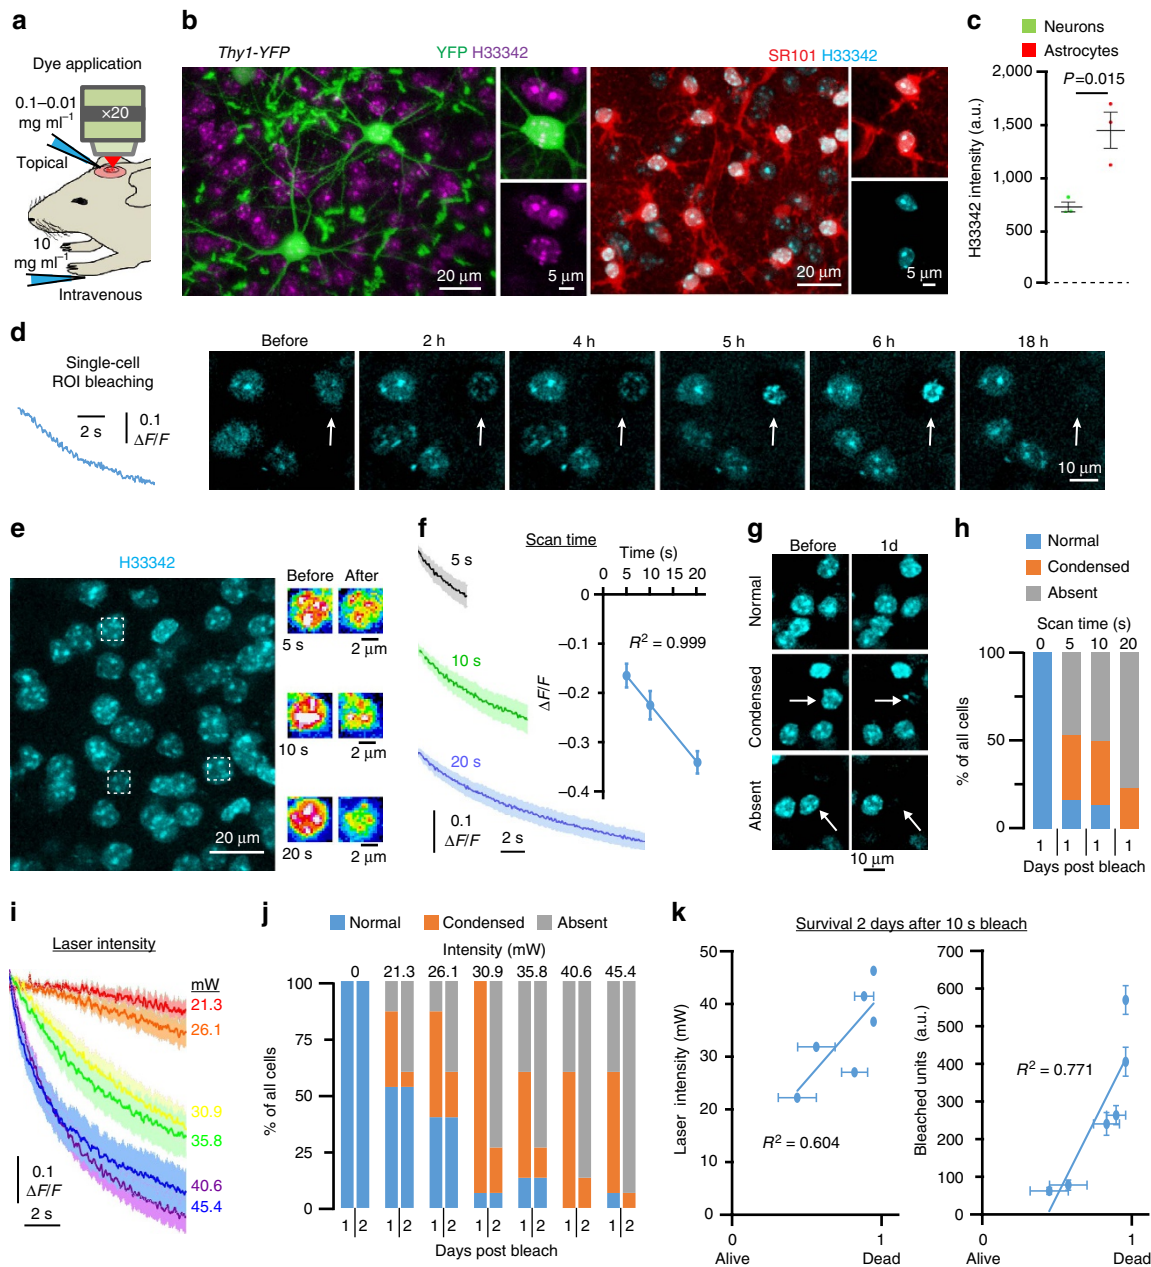 a
Dye application
0.1–0.01
mg ml⁻¹
×20
Topical
10
mg ml⁻¹
Intravenous
b
Thy1-YFP
YFP H33342
SR101 H33342
20 μm
5 μm
20 μm
5 μm
c
Neurons
Astrocytes
P=0.015
H33342 intensity (a.u.)
2,000
1,500
1,000
500
0
d
Single-cell
ROI bleaching
2 s
0.1
ΔF/F
Before
2 h
4 h
5 h
6 h
18 h
10 μm
e
H33342
20 μm
Before After
5 s
2 μm
10 s
2 μm
20 s
2 μm
f
Scan time
5 s
10 s
20 s
0.1
ΔF/F
2 s
Time (s)
0 5 10 15 20
0
−0.1
−0.2
−0.3
−0.4
ΔF/F
R² = 0.999
g
Before 1d
Normal
Condensed
Absent
10 μm
h
Normal
Condensed
Absent
Scan time (s)
0 5 10 20
% of all cells
100
50
0
1 1 1 1
Days post bleach
i
Laser intensity
mW
21.3
26.1
30.9
35.8
40.6
45.4
0.1
ΔF/F
2 s
j
Normal Condensed Absent
Intensity (mW)
0 21.3 26.1 30.9 35.8 40.6 45.4
% of all cells
100
75
50
25
0
1 2 1 2 1 2 1 2 1 2 1 2 1 2
Days post bleach
k
Survival 2 days after 10 s bleach
Laser intensity (mW)
50
40
30
20
10
0
R² = 0.604
0 1
Alive Dead
Bleached units (a.u.)
700
600
500
400
300
200
100
0
R² = 0.771
0 1
Alive Dead